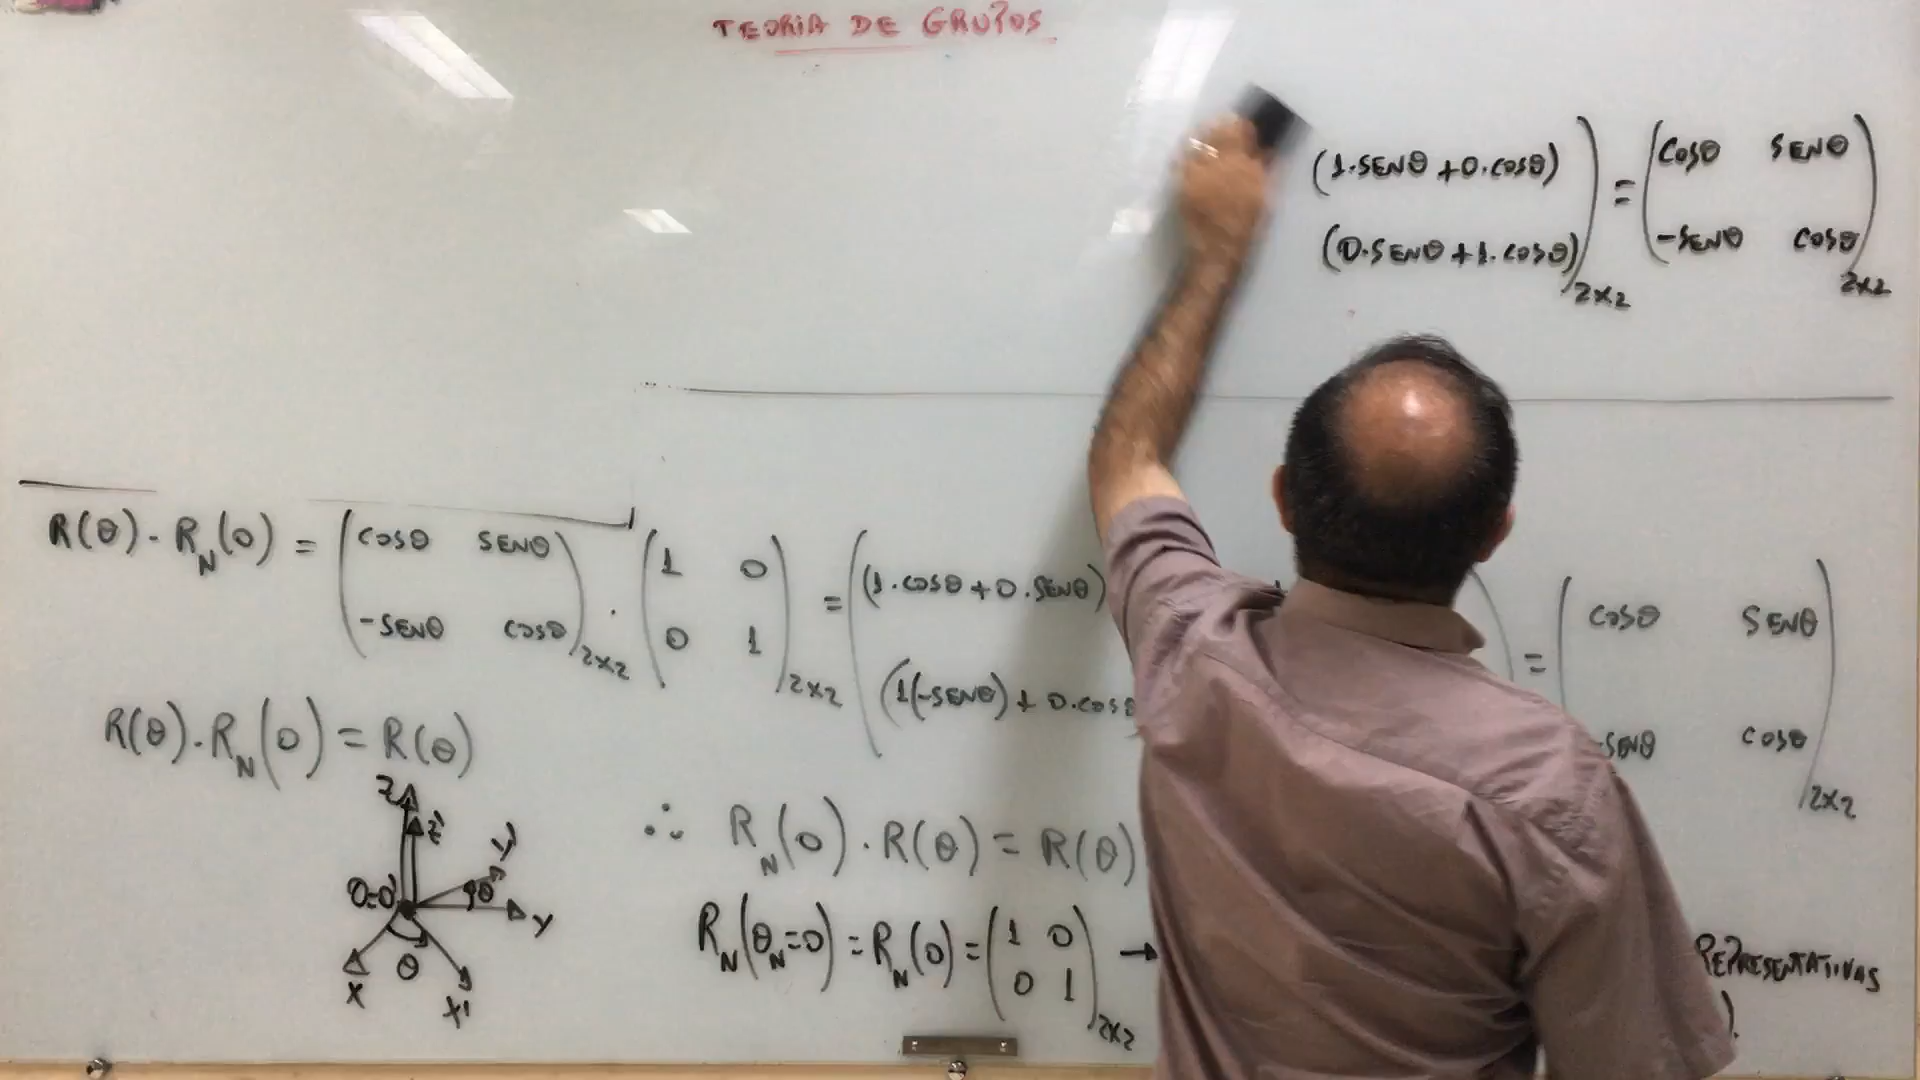 TEORIA DE GRUPOS
(1.SENθ + 0.COSθ) = COSθ SENθ
(0.SENθ + 1.COSθ) 2x2 -SENθ COSθ 2x2
R(θ) . R_N(0) = (COSθ SENθ) . (1 0) = (1.COSθ + 0.SENθ) = (COSθ SENθ)
-SENθ COSθ 2x2 0 1 2x2 (1(-SENθ) + 0.COSθ -SENθ COSθ 2x2
R(θ) . R_N(0) = R(θ)
Z
Z'
Y'
0=0' θ
Y
θ
X
X'
∴ R_N(0) . R(θ) = R(θ)
R_N(θ_N=0) = R_N(0) = (1 0) → REPRESENTATIVAS
0 1 2x2 ).